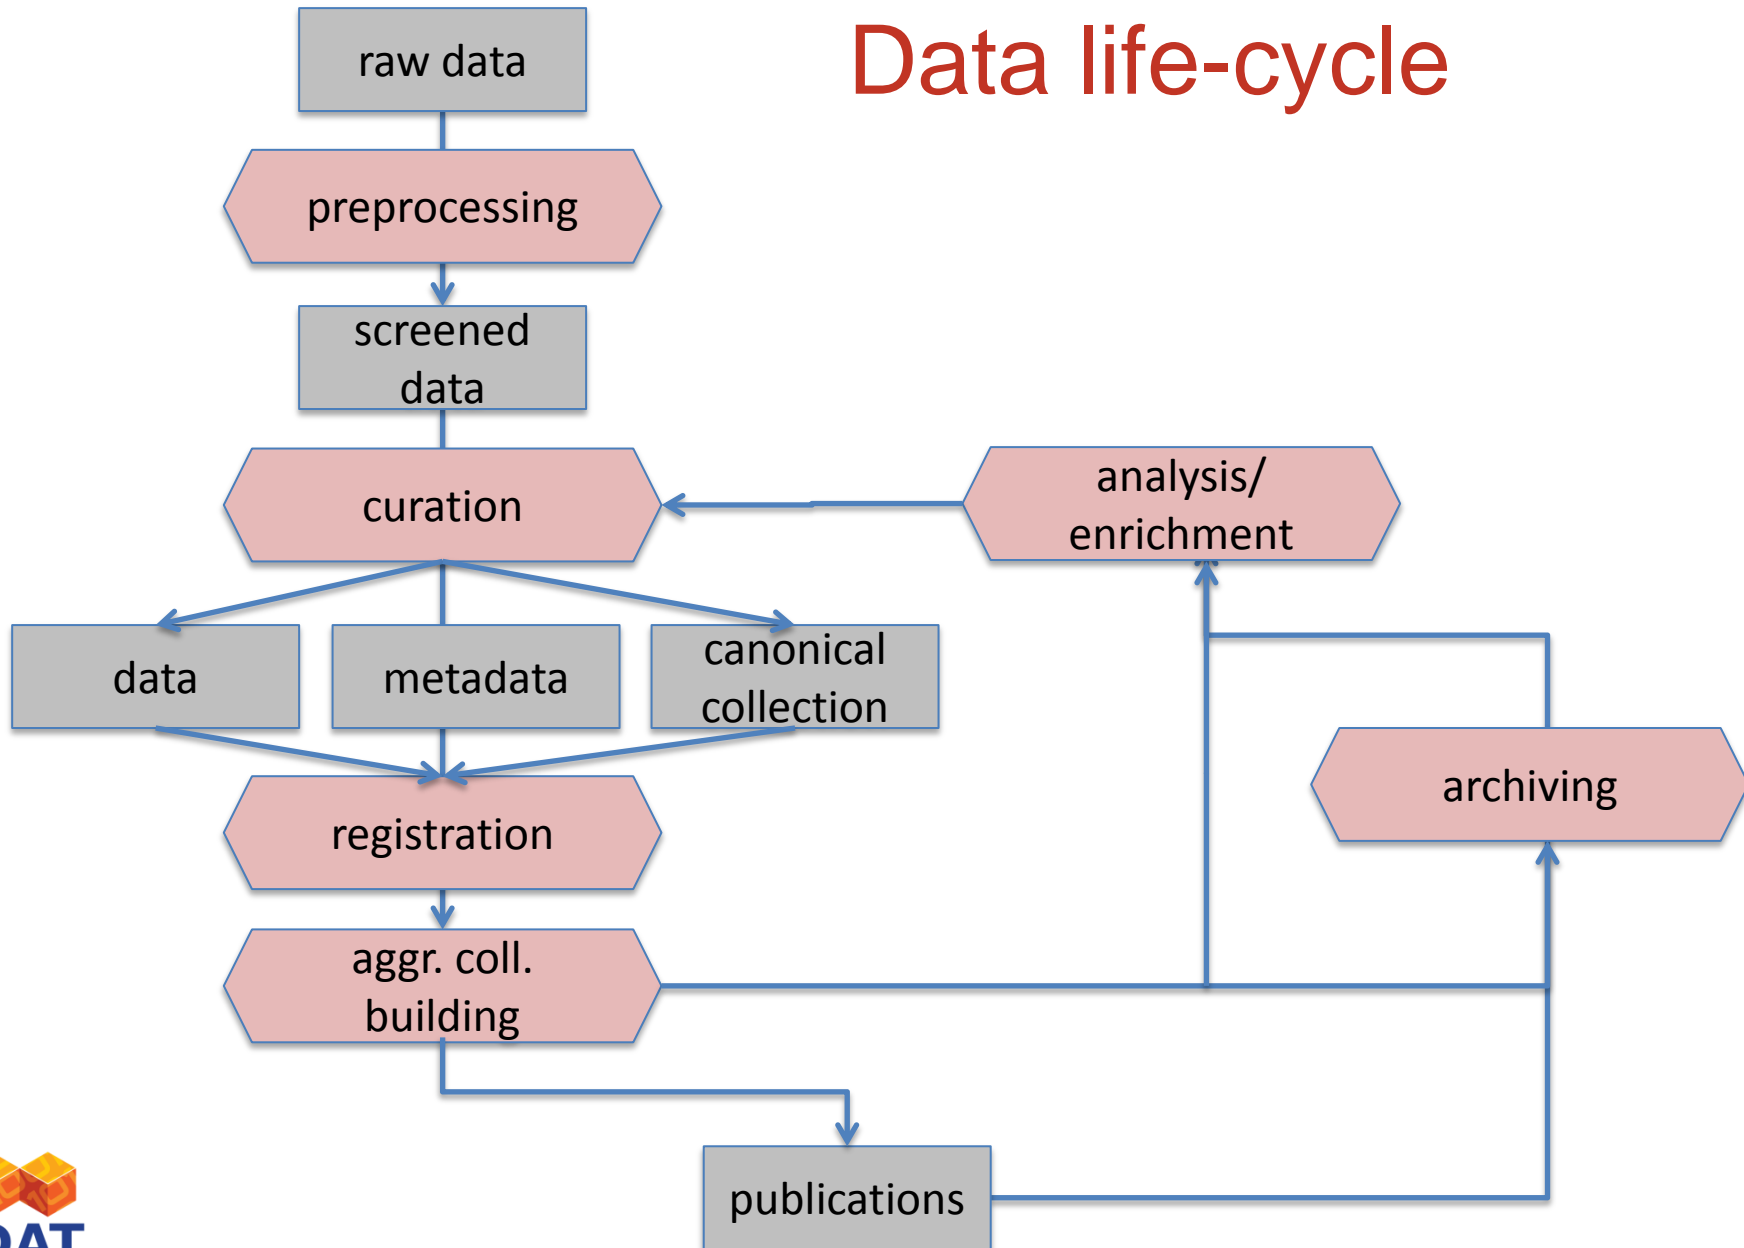 Data life-cycle
raw data
preprocessing
screened
data
curation
analysis/
enrichment
data
metadata
canonical
collection
registration
archiving
aggr. coll.
building
publications